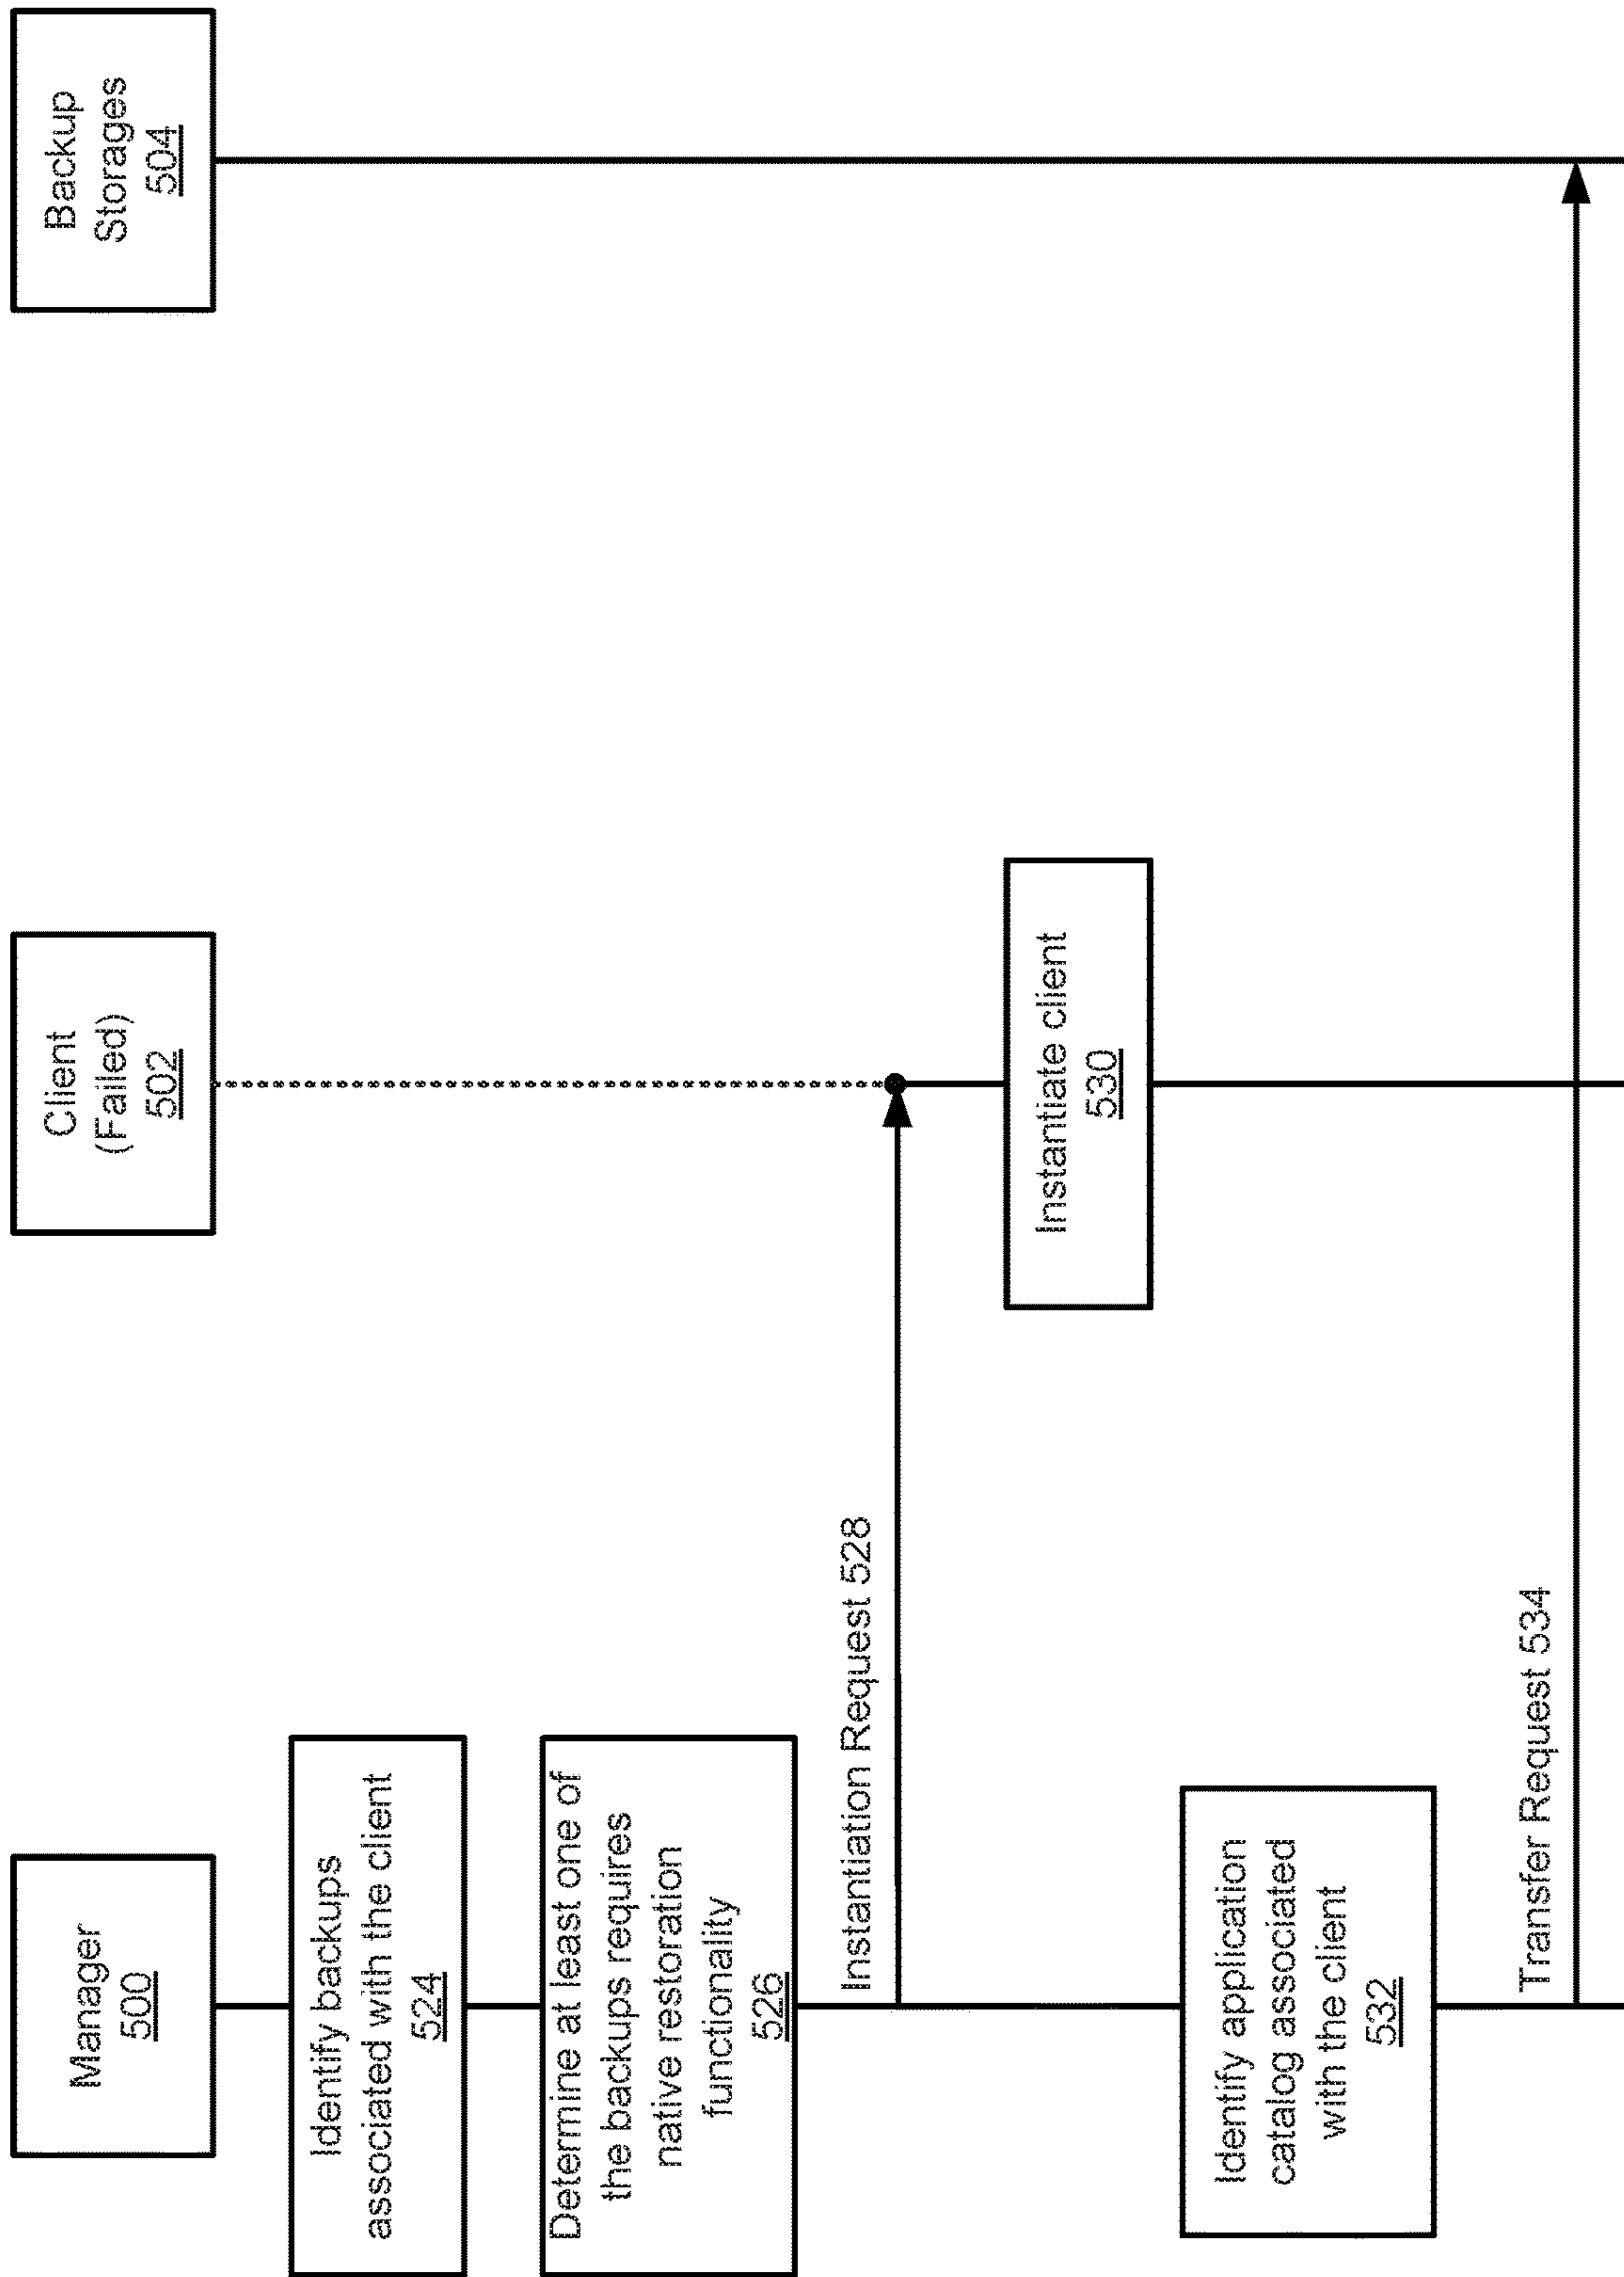 Manager
500
Client
(Failed)
502
Backup
Storages
504
Identify backups
associated with the client
524
Determine at least one of
the backups requires
native restoration
functionality
526
Instantiation Request 528
Instantiate client
530
Identify application
catalog associated
with the client
532
Transfer Request 534